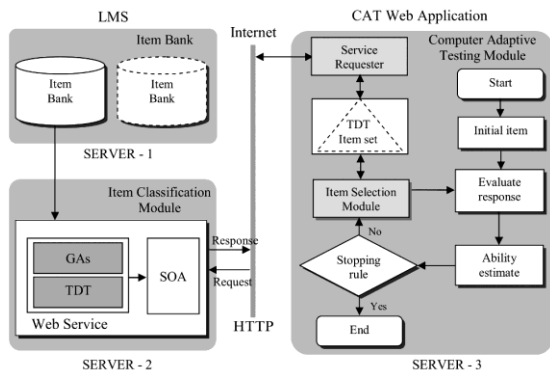 LMS
Item Bank
Item
Bank
Item
Bank
SERVER - 1
Item Classification
Module
GAs
TDT
SOA
Web Service
SERVER - 2
Internet
Response
Request
HTTP
CAT Web Application
Service
Requester
Computer Adaptive
Testing Module
TDT
Item set
Item Selection
Module
Start
Initial item
Evaluate
response
Ability
estimate
No
Stopping
rule
Yes
End
SERVER - 3